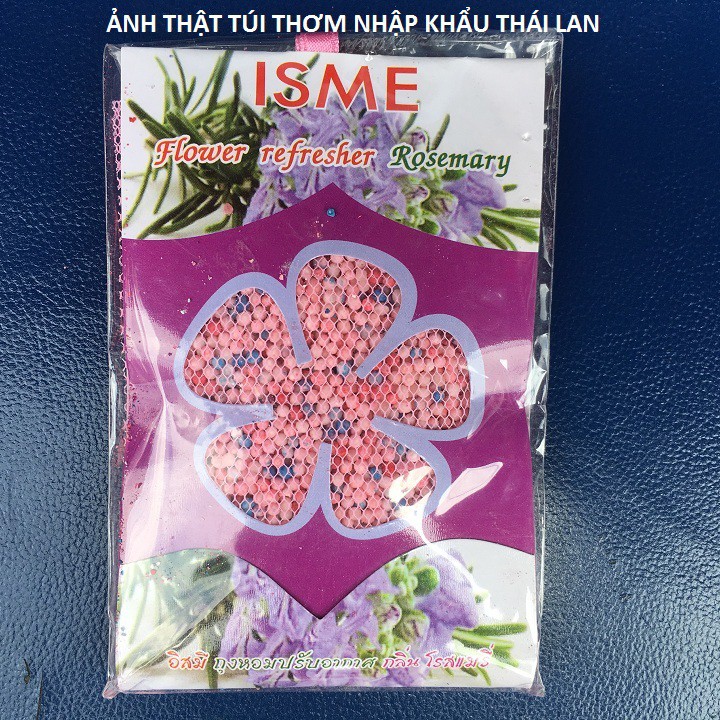 ẢNH THẬT TÚI THƠM NHẬP KHẨU THÁI LAN
ISME
Flower refresher Rosemary
อิสมี ถุงหอมปรับอากาศ กลิ่น โรสแมรี่